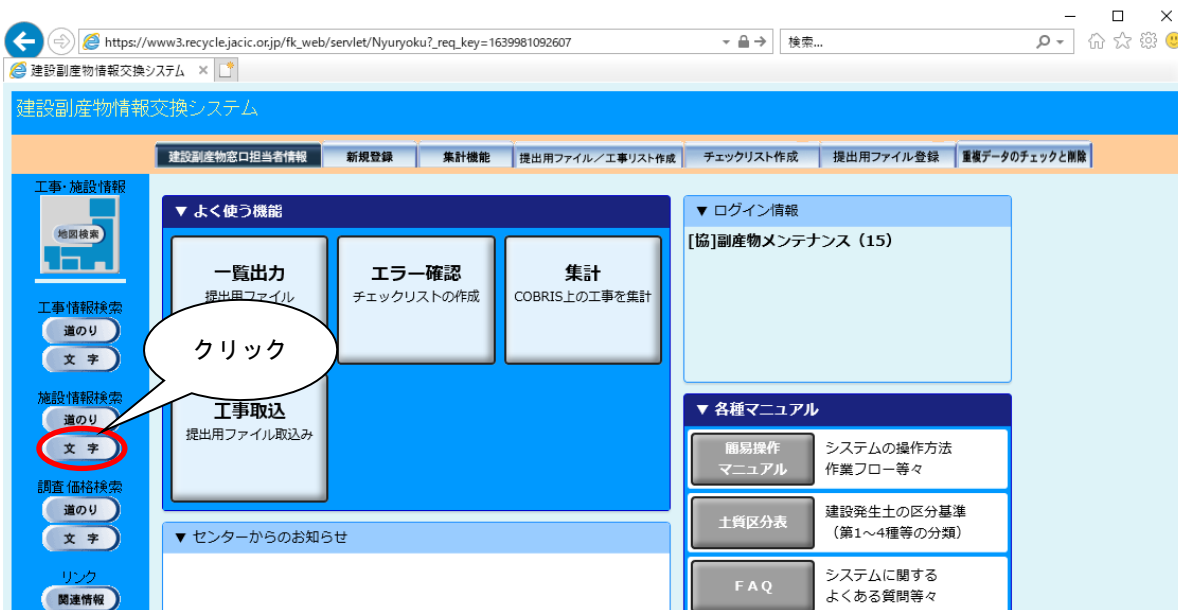 https://www3.recycle.jacic.or.jp/fk_web/servlet/Nyuryoku?_req_key=1639981092607
検索...
建設副産物情報交換システム
建設副産物情報交換システム
建設副産物窓口担当者情報
新規登録
集計機能
提出用ファイル/工事リスト作成
チェックリスト作成
提出用ファイル登録
重複データのチェックと削除
工事・施設情報
地図検索
工事情報検索
道のり
文 字
施設情報検索
道のり
文 字
調査価格検索
道のり
文 字
リンク
関連情報
▼ よく使う機能
一覧出力
提出用ファイル
エラー確認
チェックリストの作成
集計
COBRIS上の工事を集計
クリック
工事取込
提出用ファイル取込み
▼ センターからのお知らせ
▼ ログイン情報
[協]副産物メンテナンス(15)
▼ 各種マニュアル
簡易操作
マニュアル
システムの操作方法
作業フロー等々
土質区分表
建設発生土の区分基準
(第1~4種等の分類)
F A Q
システムに関する
よくある質問等々